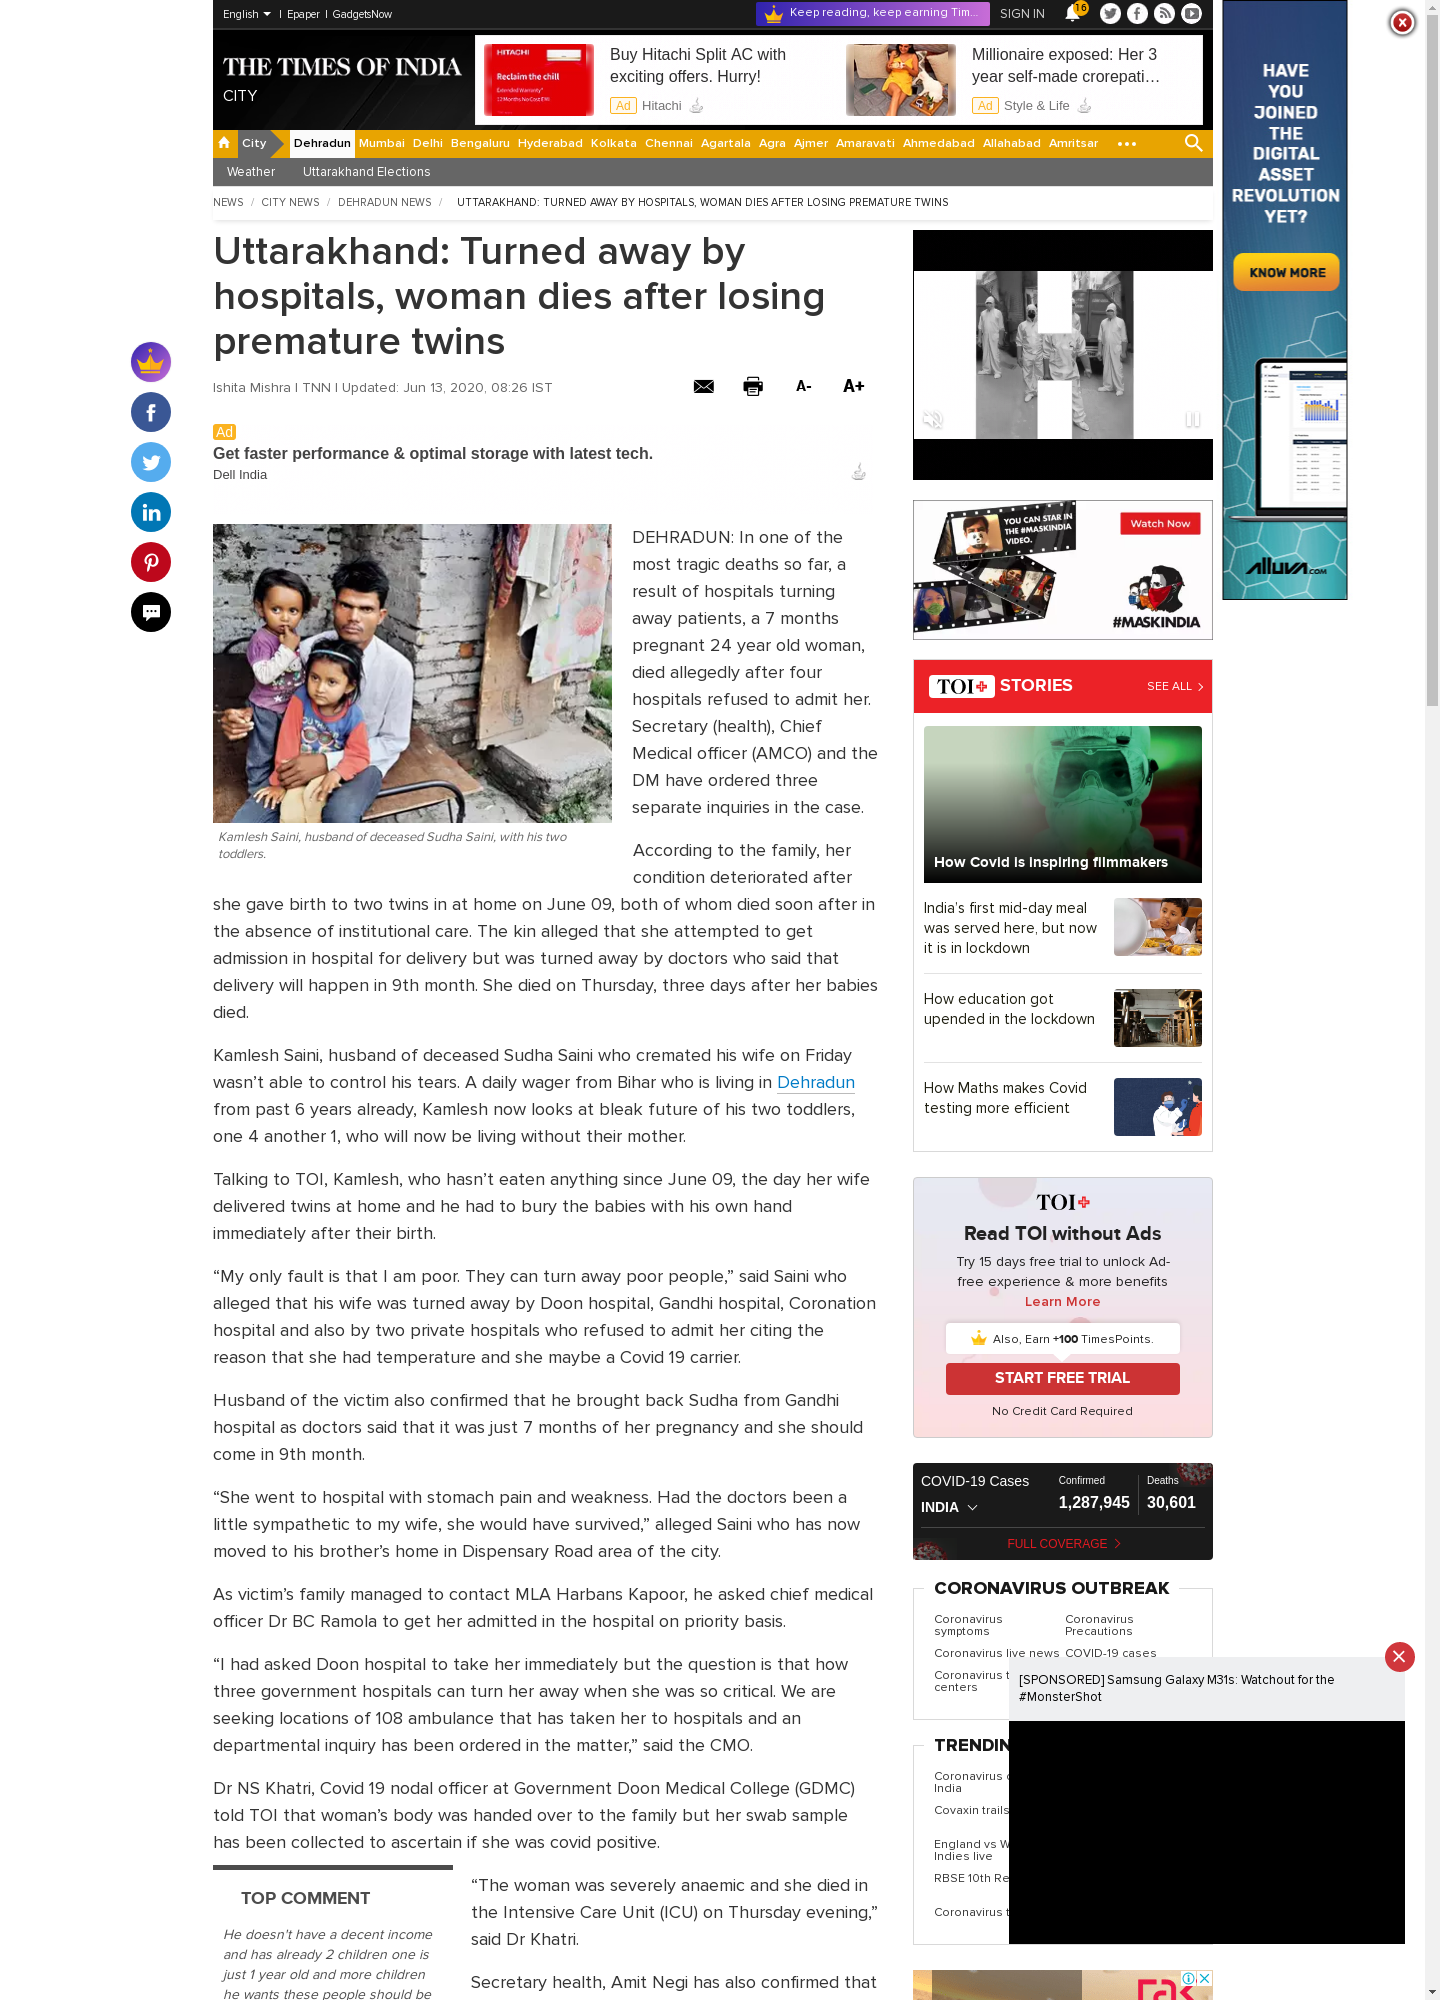 English
Epaper
GadgetsNow
Keep reading, keep earning Tim...
SIGN IN
16
THE TIMES OF INDIA
CITY
HITACHI
Reclaim the chill
Buy Hitachi Split AC with
exciting offers. Hurry!
Ad Hitachi
Millionaire exposed: Her 3
year self-made crorepati…
Ad Style & Life
City Dehradun Mumbai Delhi Bengaluru Hyderabad Kolkata Chennai Agartala Agra Ajmer Amaravati Ahmedabad Allahabad Amritsar
Weather Uttarakhand Elections
NEWS / CITY NEWS / DEHRADUN NEWS / UTTARAKHAND: TURNED AWAY BY HOSPITALS, WOMAN DIES AFTER LOSING PREMATURE TWINS
Uttarakhand: Turned away by
hospitals, woman dies after losing
premature twins
Ishita Mishra | TNN | Updated: Jun 13, 2020, 08:26 IST
A- A+
Ad
Get faster performance & optimal storage with latest tech.
Dell India
Kamlesh Saini, husband of deceased Sudha Saini, with his two
toddlers.
DEHRADUN: In one of the
most tragic deaths so far, a
result of hospitals turning
away patients, a 7 months
pregnant 24 year old woman,
died allegedly after four
hospitals refused to admit her.
Secretary (health), Chief
Medical officer (AMCO) and the
DM have ordered three
separate inquiries in the case.
According to the family, her
condition deteriorated after
she gave birth to two twins in at home on June 09, both of whom died soon after in
the absence of institutional care. The kin alleged that she attempted to get
admission in hospital for delivery but was turned away by doctors who said that
delivery will happen in 9th month. She died on Thursday, three days after her babies
died.
Kamlesh Saini, husband of deceased Sudha Saini who cremated his wife on Friday
wasn’t able to control his tears. A daily wager from Bihar who is living in Dehradun
from past 6 years already, Kamlesh now looks at bleak future of his two toddlers,
one 4 another 1, who will now be living without their mother.
Talking to TOI, Kamlesh, who hasn’t eaten anything since June 09, the day her wife
delivered twins at home and he had to bury the babies with his own hand
immediately after their birth.
“My only fault is that I am poor. They can turn away poor people,” said Saini who
alleged that his wife was turned away by Doon hospital, Gandhi hospital, Coronation
hospital and also by two private hospitals who refused to admit her citing the
reason that she had temperature and she maybe a Covid 19 carrier.
Husband of the victim also confirmed that he brought back Sudha from Gandhi
hospital as doctors said that it was just 7 months of her pregnancy and she should
come in 9th month.
“She went to hospital with stomach pain and weakness. Had the doctors been a
little sympathetic to my wife, she would have survived,” alleged Saini who has now
moved to his brother’s home in Dispensary Road area of the city.
As victim’s family managed to contact MLA Harbans Kapoor, he asked chief medical
officer Dr BC Ramola to get her admitted in the hospital on priority basis.
“I had asked Doon hospital to take her immediately but the question is that how
three government hospitals can turn her away when she was so critical. We are
seeking locations of 108 ambulance that has taken her to hospitals and an
departmental inquiry has been ordered in the matter,” said the CMO.
Dr NS Khatri, Covid 19 nodal officer at Government Doon Medical College (GDMC)
told TOI that woman’s body was handed over to the family but her swab sample
has been collected to ascertain if she was covid positive.
TOP COMMENT
He doesn't have a decent income
and has already 2 children one is
just 1 year old and more children
he wants these people should be
“The woman was severely anaemic and she died in
the Intensive Care Unit (ICU) on Thursday evening,”
said Dr Khatri.
Secretary health, Amit Negi has also confirmed that
H
YOU CAN STAR IN
THE #MASKINDIA
VIDEO.
Watch Now
#MASKINDIA
TOI+ STORIES
SEE ALL
How Covid is inspiring filmmakers
India’s first mid-day meal
was served here, but now
it is in lockdown
How education got
upended in the lockdown
How Maths makes Covid
testing more efficient
TOI+
Read TOI without Ads
Try 15 days free trial to unlock Ad-
free experience & more benefits
Learn More
Also, Earn +100 TimesPoints.
START FREE TRIAL
No Credit Card Required
COVID-19 Cases
INDIA
Confirmed
1,287,945
Deaths
30,601
FULL COVERAGE
CORONAVIRUS OUTBREAK
Coronavirus
symptoms
Coronavirus
Precautions
Coronavirus live news
COVID-19 cases
Coronavirus t
centers
TRENDIN
Coronavirus
India
Covaxin trails
England vs W
Indies live
RBSE 10th Re
Coronavirus t
[SPONSORED] Samsung Galaxy M31s: Watchout for the
#MonsterShot
HAVE
YOU
JOINED
THE
DIGITAL
ASSET
REVOLUTION
YET?
KNOW MORE
alluva.com